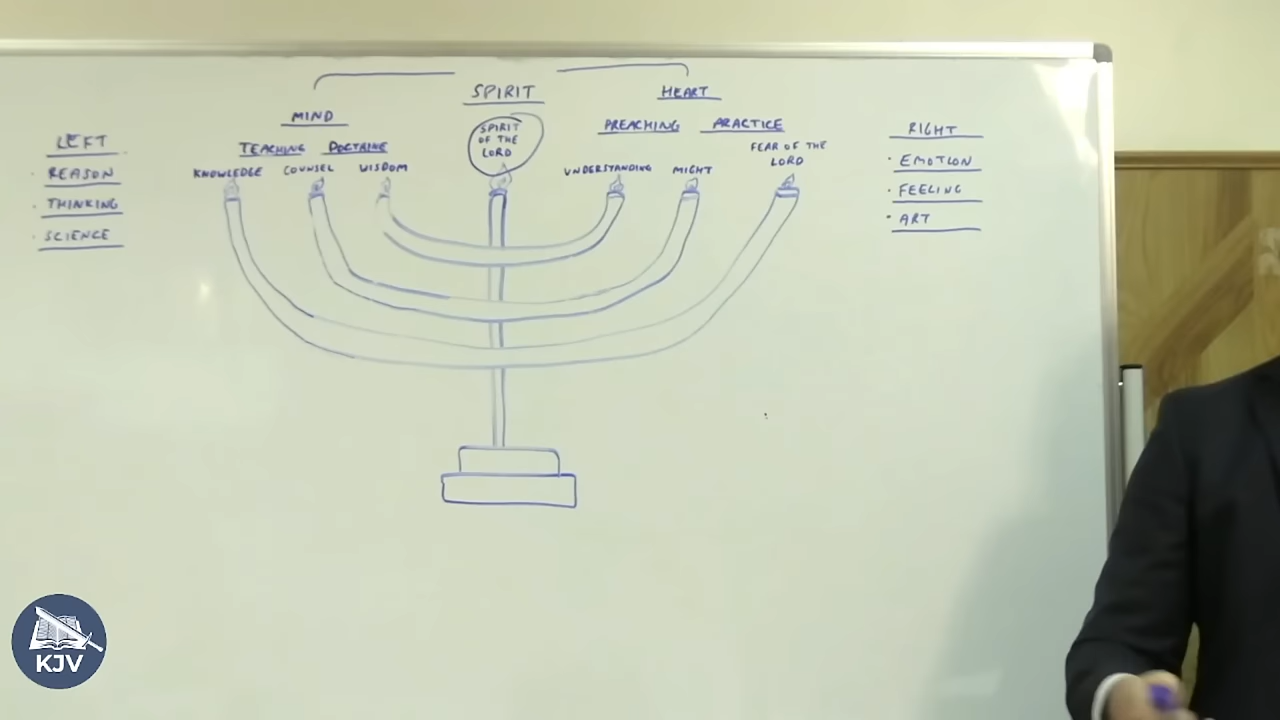 SPIRIT
HEART
MIND
SPIRIT
OF THE
LORD
PREACHING PRACTICE
LEFT
RIGHT
TEACHING DOCTRINE
FEAR OF THE
LORD
REASON
KNOWLEDGE COUNSEL WISDOM
UNDERSTANDING MIGHT
EMOTION
THINKING
FEELING
SCIENCE
ART
KJV